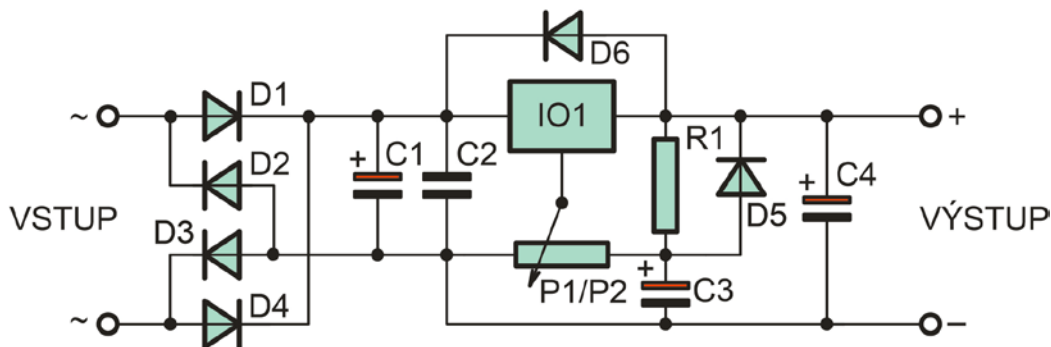 D6
~
D1
IO1
+
R1
+
C1
C2
D2
+
C4
VSTUP
D5
VÝSTUP
D3
+
P1/P2
C3
D4
~
−